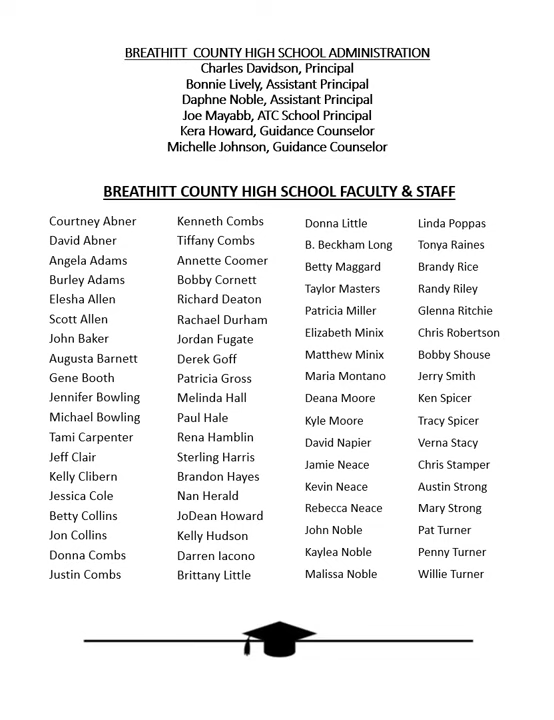 BREATHITT COUNTY HIGH SCHOOL ADMINISTRATION
Charles Davidson, Principal
Bonnie Lively, Assistant Principal
Daphne Noble, Assistant Principal
Joe Mayabb, ATC School Principal
Kera Howard, Guidance Counselor
Michelle Johnson, Guidance Counselor
BREATHITT COUNTY HIGH SCHOOL FACULTY & STAFF
Courtney Abner
David Abner
Angela Adams
Burley Adams
Elesha Allen
Scott Allen
John Baker
Augusta Barnett
Gene Booth
Jennifer Bowling
Michael Bowling
Tami Carpenter
Jeff Clair
Kelly Clibern
Jessica Cole
Betty Collins
Jon Collins
Donna Combs
Justin Combs
Kenneth Combs
Tiffany Combs
Annette Coomer
Bobby Cornett
Richard Deaton
Rachael Durham
Jordan Fugate
Derek Goff
Patricia Gross
Melinda Hall
Paul Hale
Rena Hamblin
Sterling Harris
Brandon Hayes
Nan Herald
JoDean Howard
Kelly Hudson
Darren Iacono
Brittany Little
Donna Little
B. Beckham Long
Betty Maggard
Taylor Masters
Patricia Miller
Elizabeth Minix
Matthew Minix
Maria Montano
Deana Moore
Kyle Moore
David Napier
Jamie Neace
Kevin Neace
Rebecca Neace
John Noble
Kaylea Noble
Malissa Noble
Linda Poppas
Tonya Raines
Brandy Rice
Randy Riley
Glenna Ritchie
Chris Robertson
Bobby Shouse
Jerry Smith
Ken Spicer
Tracy Spicer
Verna Stacy
Chris Stamper
Austin Strong
Mary Strong
Pat Turner
Penny Turner
Willie Turner